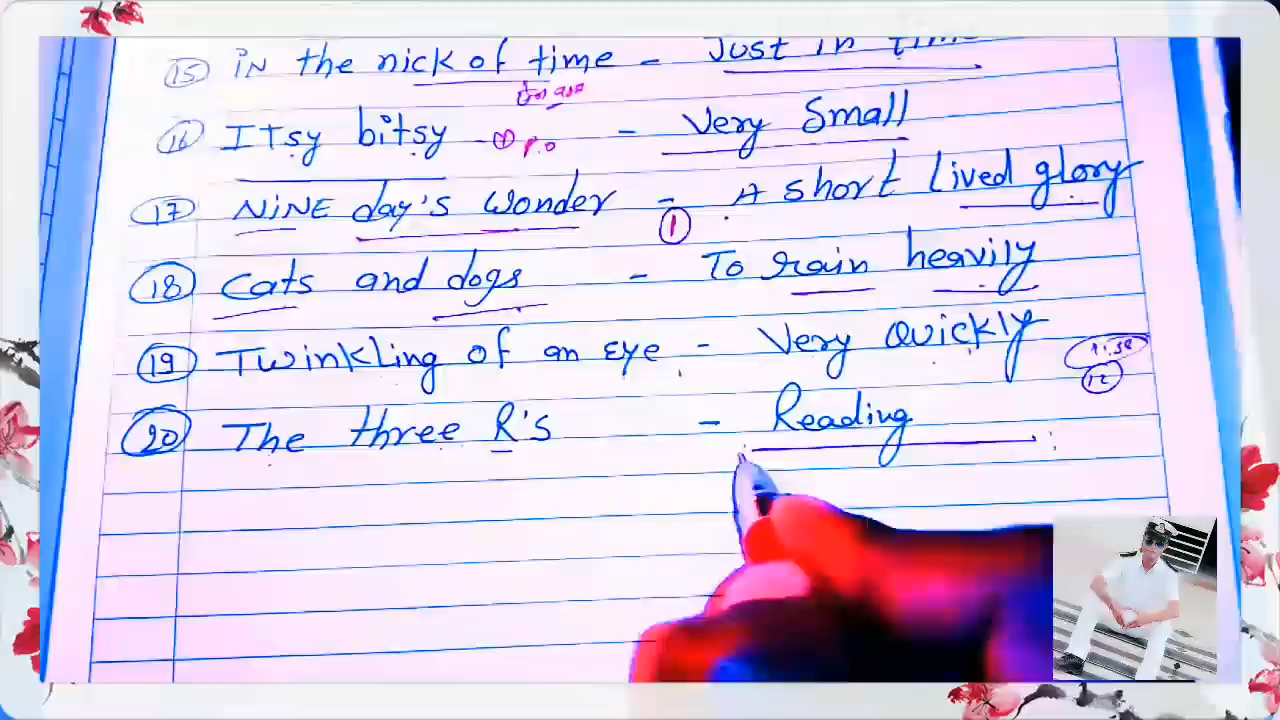 15 IN the nick of time - Just in time
16 ITsy bitsy - Very Small
17 NINE day's wonder - A short lived glory
1
18 Cats and dogs - To rain heavily
19 Twinkling of an eye - Very Quickly
12
20 The three R's - Reading